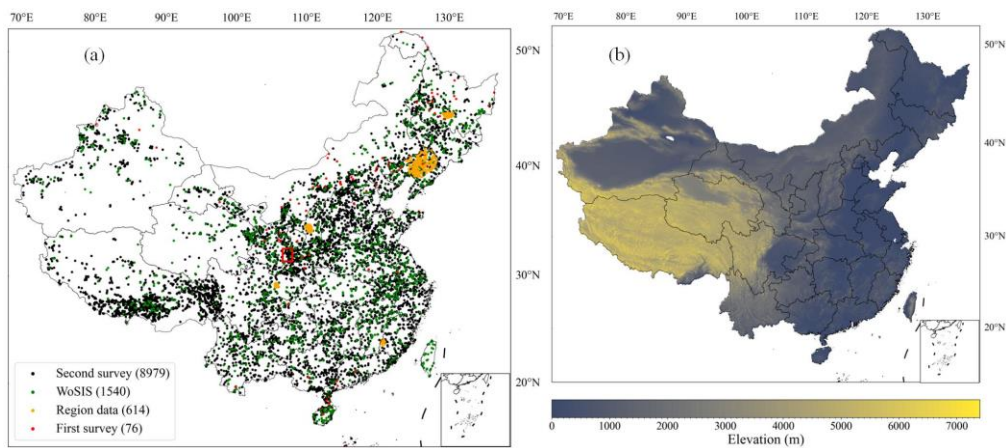 70°E 80°E 90°E 100°E 110°E 120°E 130°E
(a)
50°N
40°N
30°N
20°N
Second survey (8979)
WoSIS (1540)
Region data (614)
First survey (76)
70°E 80°E 90°E 100°E 110°E 120°E 130°E
(b)
50°N
40°N
30°N
20°N
0 1000 2000 3000 4000 5000 6000 7000
Elevation (m)